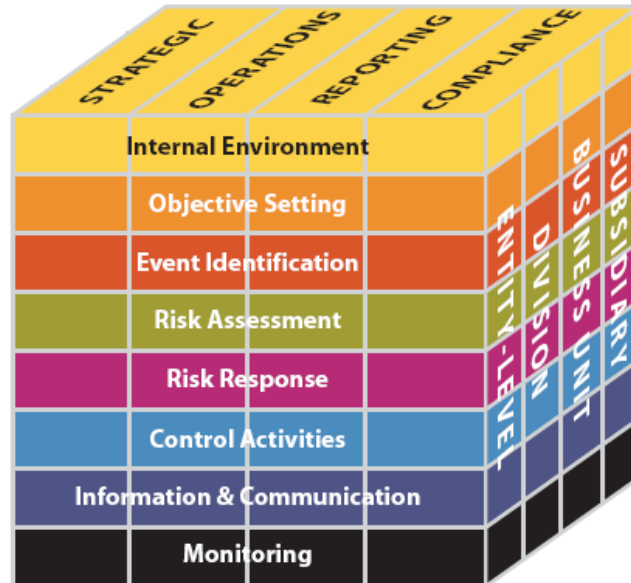 STRATEGIC
OPERATIONS
REPORTING
COMPLIANCE
Internal Environment
Objective Setting
Event Identification
Risk Assessment
Risk Response
Control Activities
Information & Communication
Monitoring
ENTITY-LEVEL
DIVISION
BUSINESS UNIT
SUBSIDIARY